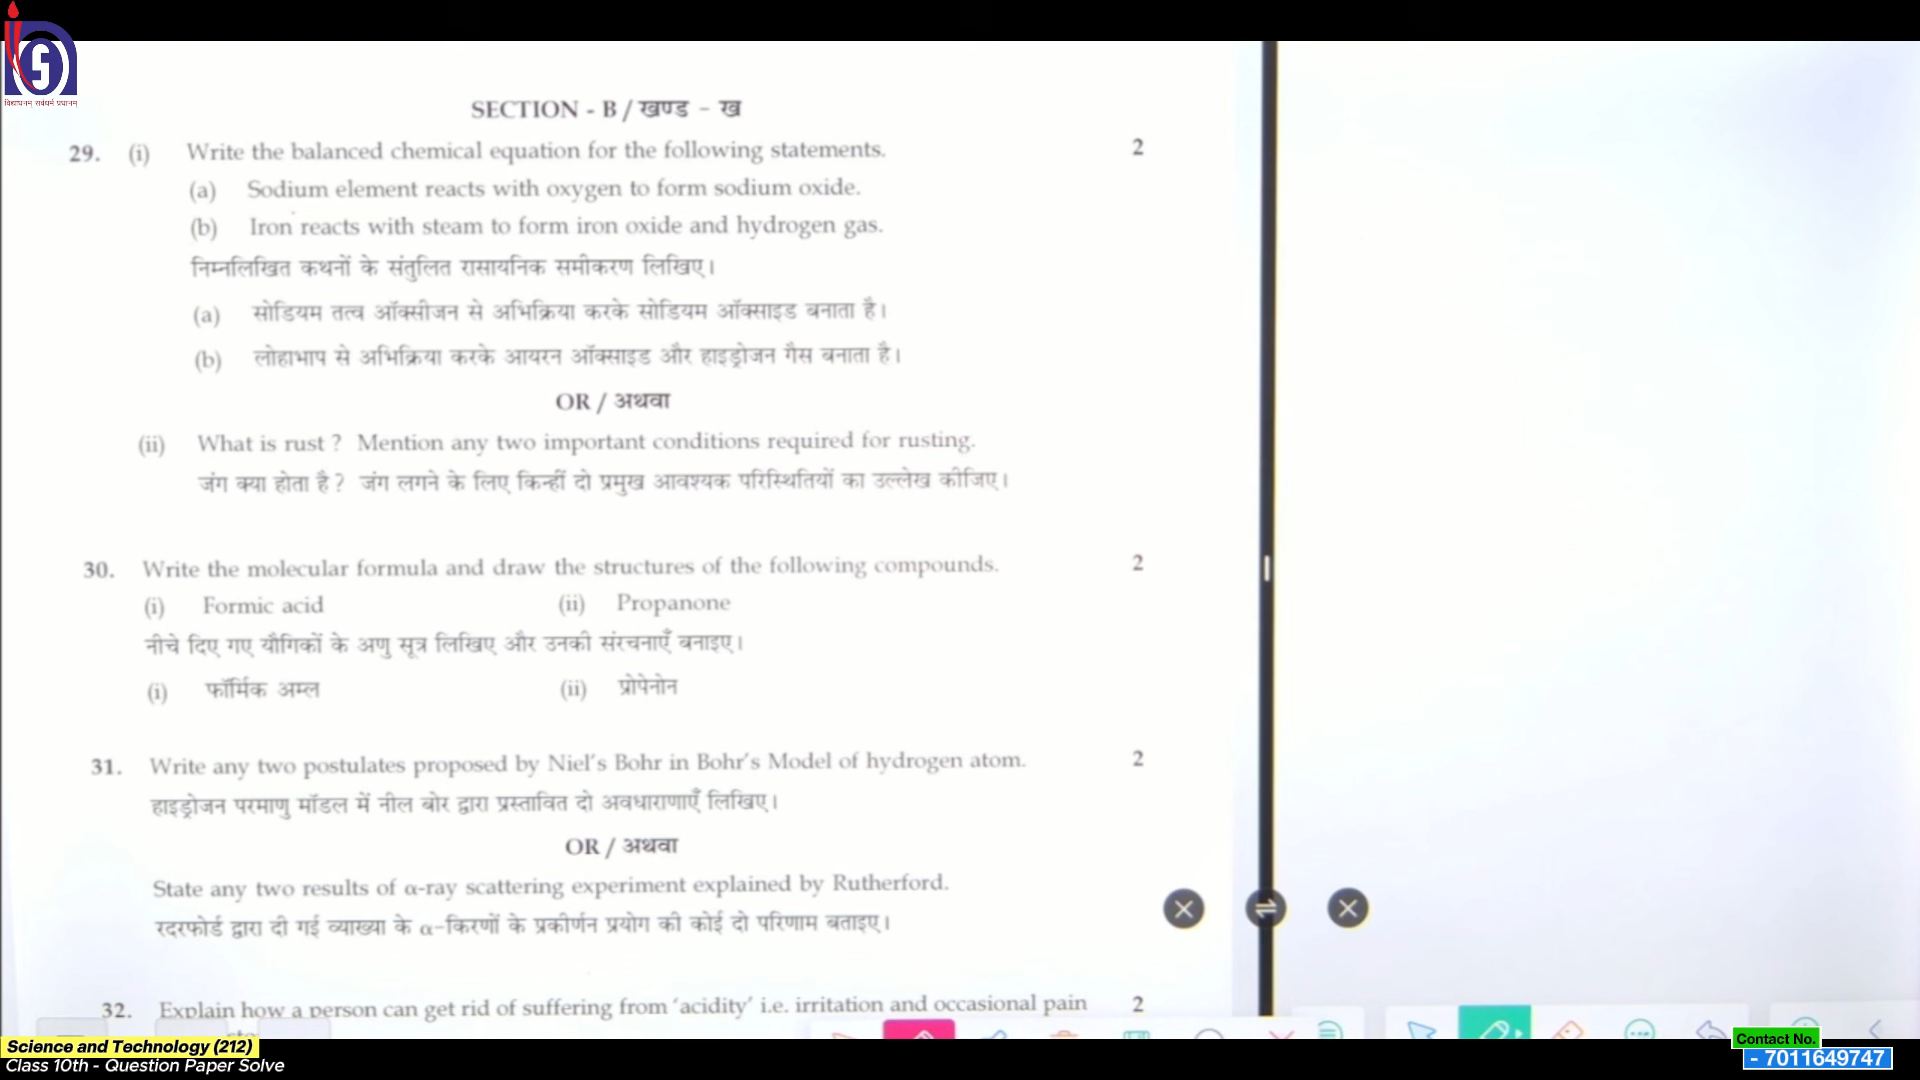 विद्याधनम् सर्वधर्म प्रधानम्
SECTION - B / खण्ड - ख
29. (i) Write the balanced chemical equation for the following statements. 2
(a) Sodium element reacts with oxygen to form sodium oxide.
(b) Iron reacts with steam to form iron oxide and hydrogen gas.
निम्नलिखित कथनों के संतुलित रासायनिक समीकरण लिखिए।
(a) सोडियम तत्व ऑक्सीजन से अभिक्रिया करके सोडियम ऑक्साइड बनाता है।
(b) लोहाभाप से अभिक्रिया करके आयरन ऑक्साइड और हाइड्रोजन गैस बनाता है।
OR / अथवा
(ii) What is rust ? Mention any two important conditions required for rusting.
जंग क्या होता है ? जंग लगने के लिए किन्हीं दो प्रमुख आवश्यक परिस्थितियों का उल्लेख कीजिए।
30. Write the molecular formula and draw the structures of the following compounds. 2
(i) Formic acid (ii) Propanone
नीचे दिए गए यौगिकों के अणु सूत्र लिखिए और उनकी संरचनाएँ बनाइए।
(i) फॉर्मिक अम्ल (ii) प्रोपेनोन
31. Write any two postulates proposed by Niel's Bohr in Bohr's Model of hydrogen atom. 2
हाइड्रोजन परमाणु मॉडल में नील बोर द्वारा प्रस्तावित दो अवधाराणाएँ लिखिए।
OR / अथवा
State any two results of α-ray scattering experiment explained by Rutherford.
रदरफोर्ड द्वारा दी गई व्याख्या के α-किरणों के प्रकीर्णन प्रयोग की कोई दो परिणाम बताइए।
32. Explain how a person can get rid of suffering from 'acidity' i.e. irritation and occasional pain 2
Science and Technology (212)
Class 10th - Question Paper Solve
Contact No.
- 7011649747